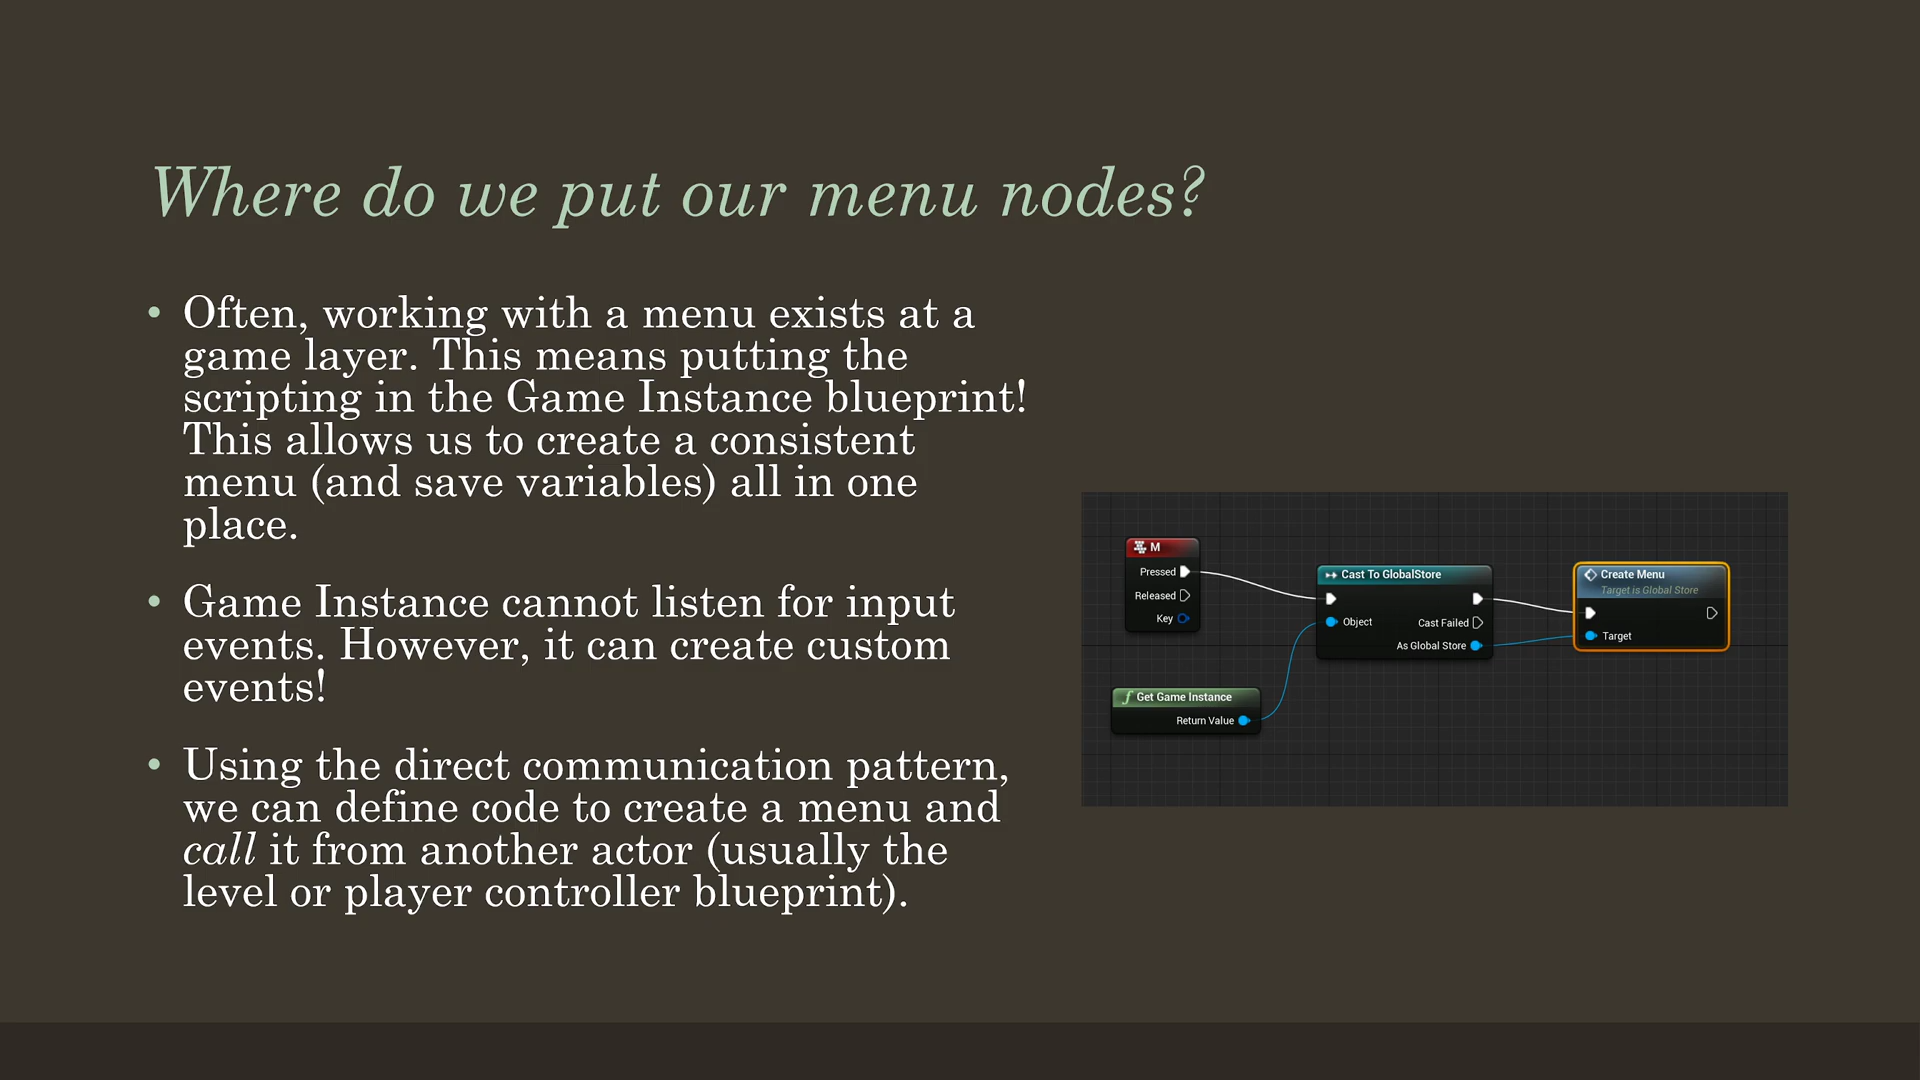 Where do we put our menu nodes?
• Often, working with a menu exists at a
game layer. This means putting the
scripting in the Game Instance blueprint!
This allows us to create a consistent
menu (and save variables) all in one
place.
• Game Instance cannot listen for input
events. However, it can create custom
events!
• Using the direct communication pattern,
we can define code to create a menu and
call it from another actor (usually the
level or player controller blueprint).
M
Pressed
Released
Key
Cast To GlobalStore
Object
Cast Failed
As Global Store
Create Menu
Target is Global Store
Target
f Get Game Instance
Return Value